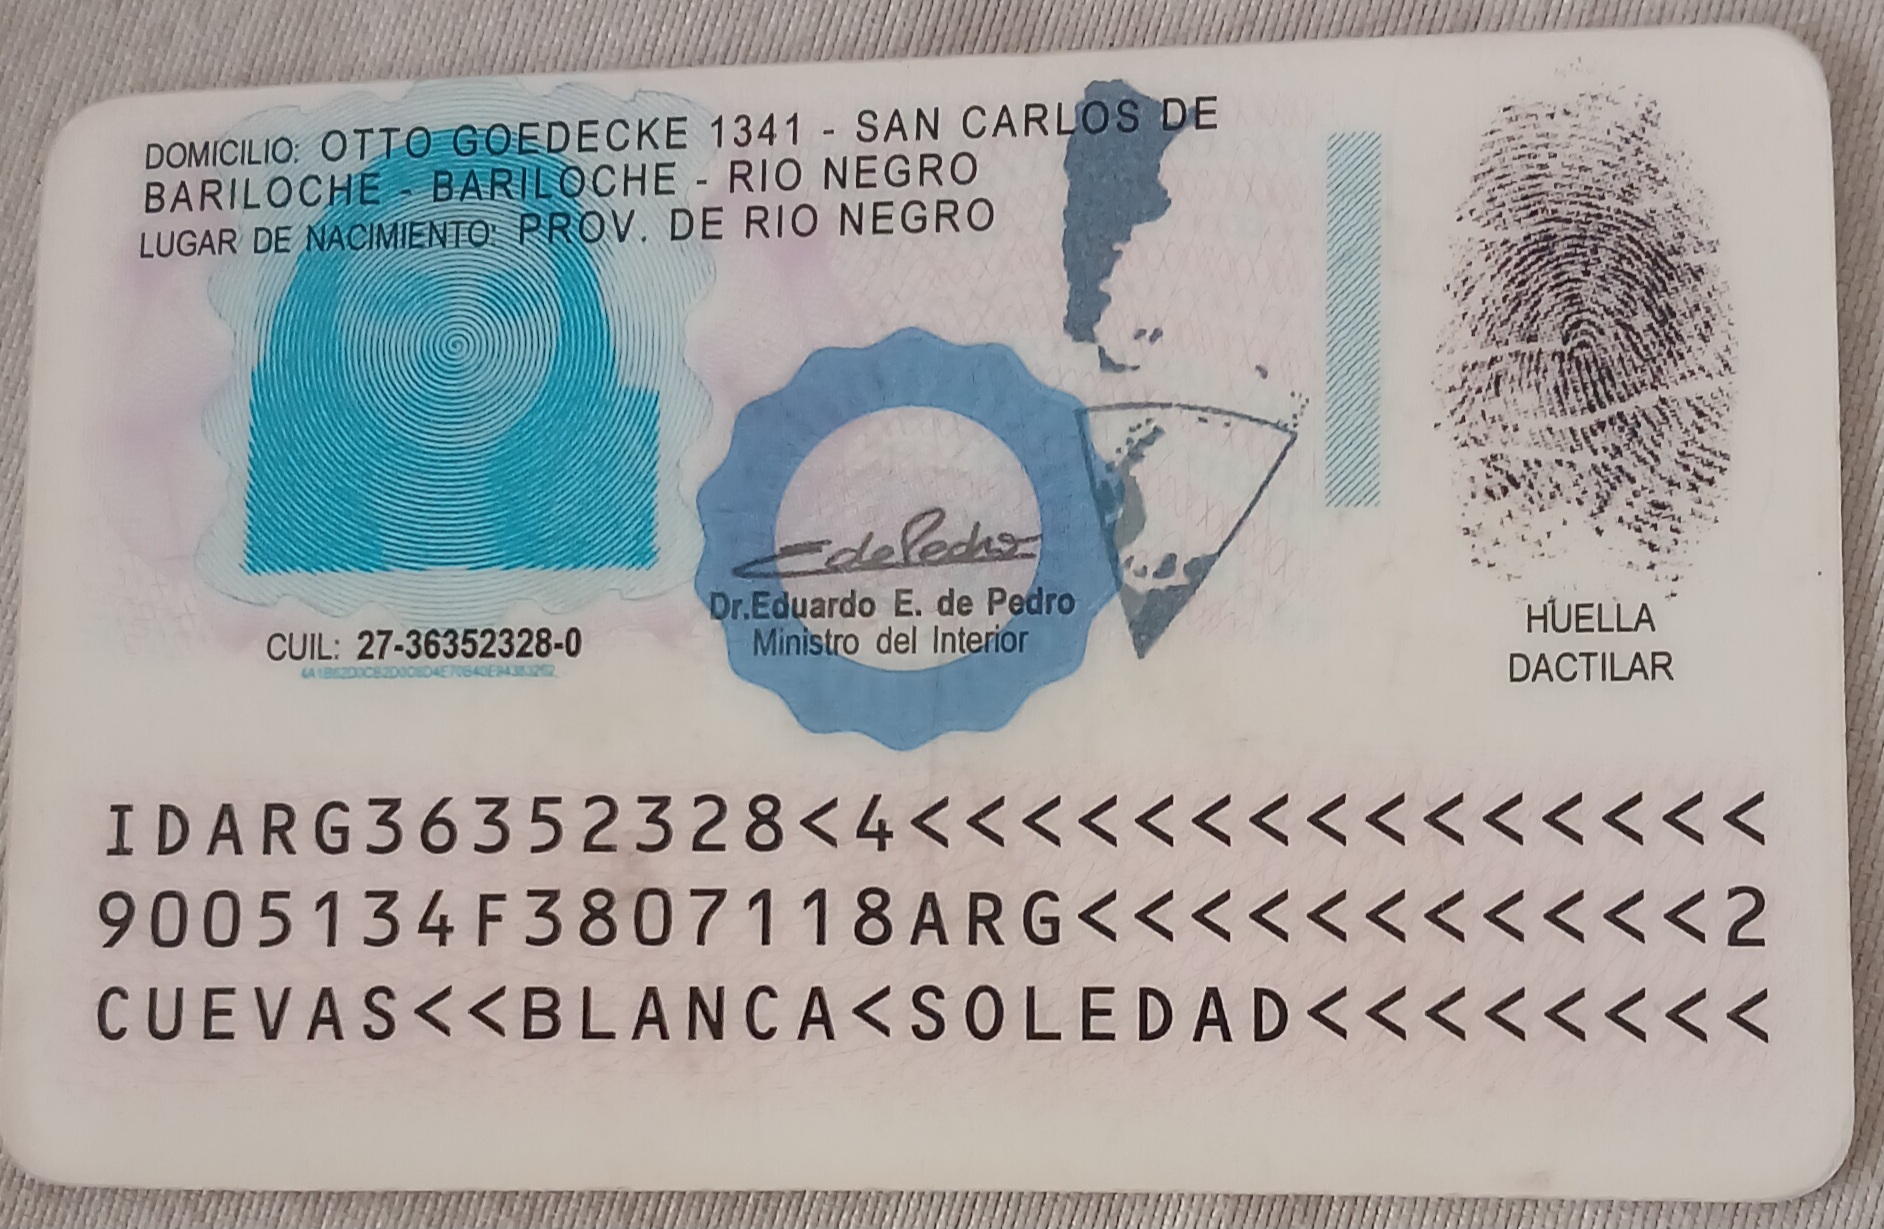 DOMICILIO: OTTO GOEDECKE 1341 - SAN CARLOS DE
BARILOCHE - BARILOCHE - RIO NEGRO
LUGAR DE NACIMIENTO: PROV. DE RIO NEGRO
CUIL: 27-36352328-0
EdePedro
Dr.Eduardo E. de Pedro
Ministro del Interior
HUELLA
DACTILAR
IDARG36352328<4<<<<<<<<<<<<<<<
9005134F3807118ARG<<<<<<<<<<<2
CUEVAS<<BLANCA<SOLEDAD<<<<<<<<